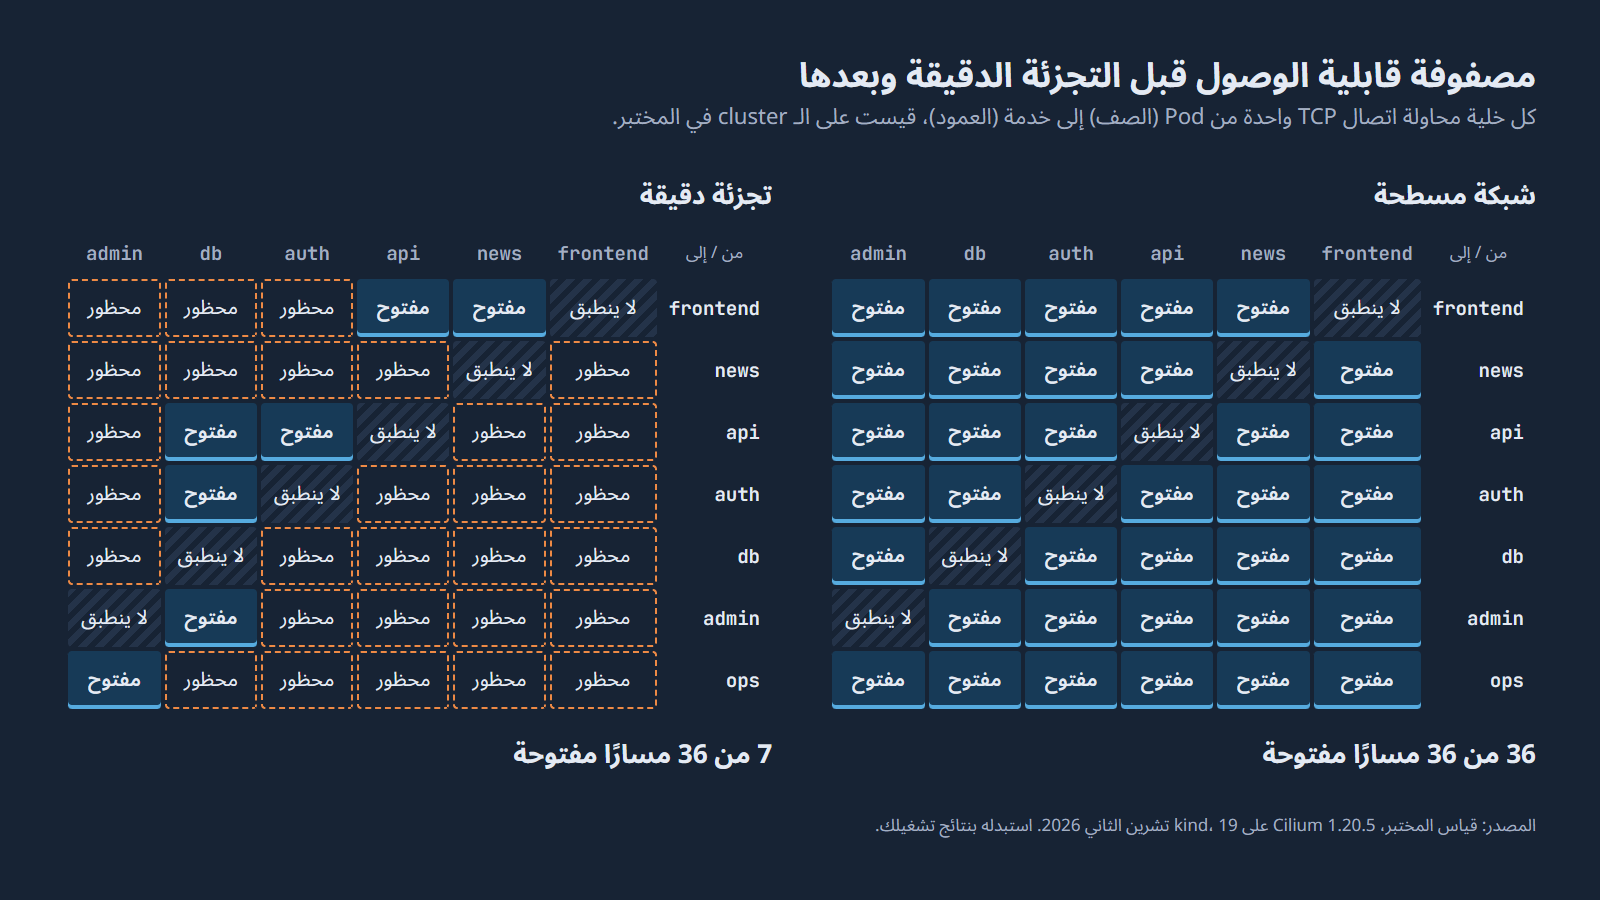 مصفوفة قابلية الوصول قبل التجزئة الدقيقة وبعدها
كل خلية محاولة اتصال TCP واحدة من Pod (الصف) إلى خدمة (العمود)، قيست على الـ cluster في المختبر.
شبكة مسطحة
من / إلى frontend news api auth db admin
frontend لا ينطبق مفتوح مفتوح مفتوح مفتوح مفتوح
news مفتوح لا ينطبق مفتوح مفتوح مفتوح مفتوح
api مفتوح مفتوح لا ينطبق مفتوح مفتوح مفتوح
auth مفتوح مفتوح مفتوح لا ينطبق مفتوح مفتوح
db مفتوح مفتوح مفتوح مفتوح لا ينطبق مفتوح
admin مفتوح مفتوح مفتوح مفتوح مفتوح لا ينطبق
ops مفتوح مفتوح مفتوح مفتوح مفتوح مفتوح
36 من 36 مسارًا مفتوحة
تجزئة دقيقة
من / إلى frontend news api auth db admin
frontend لا ينطبق مفتوح مفتوح محظور محظور محظور
news محظور لا ينطبق محظور محظور محظور محظور
api محظور محظور لا ينطبق مفتوح مفتوح محظور
auth محظور محظور محظور لا ينطبق مفتوح محظور
db محظور محظور محظور محظور لا ينطبق محظور
admin محظور محظور محظور محظور مفتوح لا ينطبق
ops محظور محظور محظور محظور محظور مفتوح
7 من 36 مسارًا مفتوحة
المصدر: قياس المختبر، Cilium 1.20.5 على kind، 19 تشرين الثاني 2026. استبدله بنتائج تشغيلك.